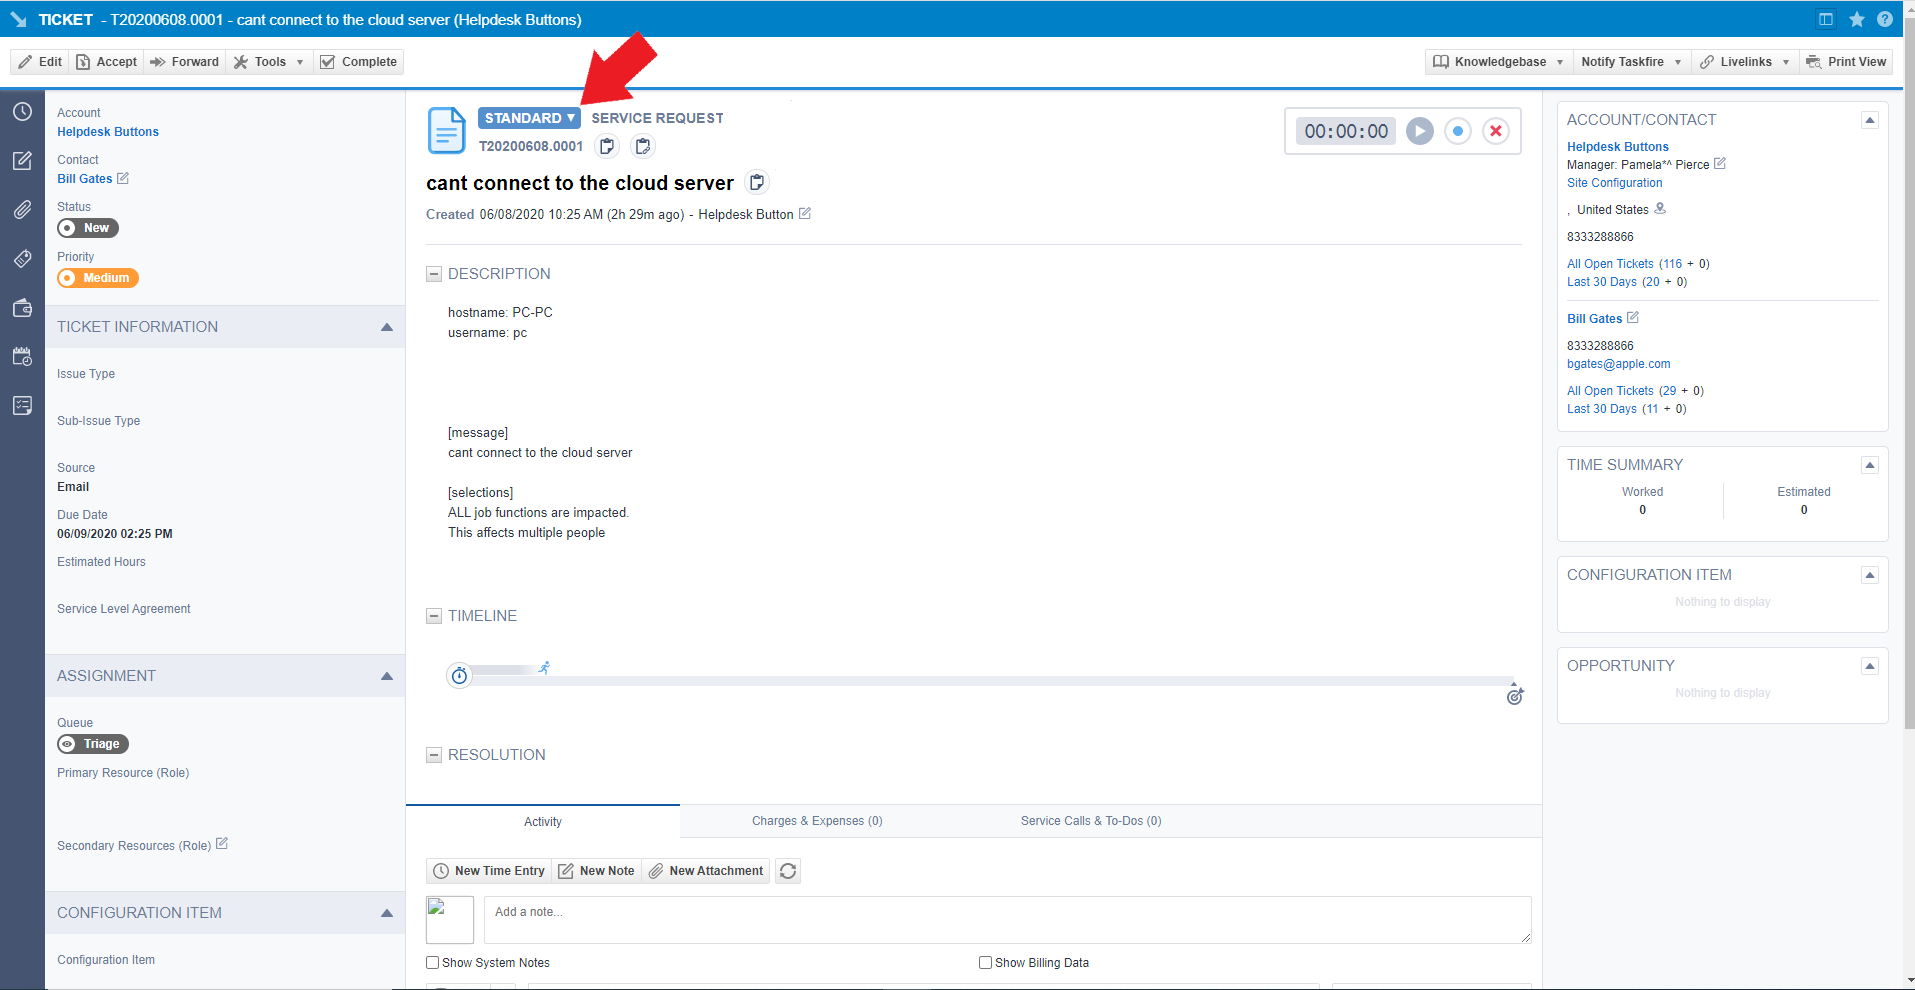 TICKET - T20200608.0001 - cant connect to the cloud server (Helpdesk Buttons)
Edit Accept Forward Tools Complete
Knowledgebase Notify Taskfire Livelinks Print View
Account
Helpdesk Buttons
Contact
Bill Gates
Status
New
Priority
Medium
TICKET INFORMATION
Issue Type
Sub-Issue Type
Source
Email
Due Date
06/09/2020 02:25 PM
Estimated Hours
Service Level Agreement
ASSIGNMENT
Queue
Triage
Primary Resource (Role)
Secondary Resources (Role)
CONFIGURATION ITEM
Configuration Item
STANDARD SERVICE REQUEST
T20200608.0001
00:00:00
cant connect to the cloud server
Created 06/08/2020 10:25 AM (2h 29m ago) - Helpdesk Button
DESCRIPTION
hostname: PC-PC
username: pc
[message]
cant connect to the cloud server
[selections]
ALL job functions are impacted.
This affects multiple people
TIMELINE
RESOLUTION
Activity Charges & Expenses (0) Service Calls & To-Dos (0)
New Time Entry New Note New Attachment
Add a note...
Show System Notes Show Billing Data
ACCOUNT/CONTACT
Helpdesk Buttons
Manager: Pamela*^ Pierce
Site Configuration
, United States
8333288866
All Open Tickets (116 + 0)
Last 30 Days (20 + 0)
Bill Gates
8333288866
bgates@apple.com
All Open Tickets (29 + 0)
Last 30 Days (11 + 0)
TIME SUMMARY
Worked Estimated
0 0
CONFIGURATION ITEM
Nothing to display
OPPORTUNITY
Nothing to display